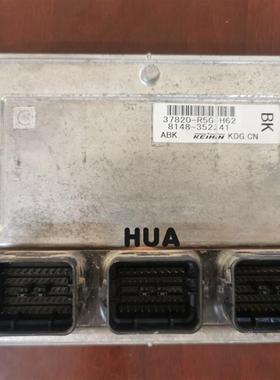 37820-R5G-H62
8148-352241
ABK KEIHIN KDG CN
BK
HUA